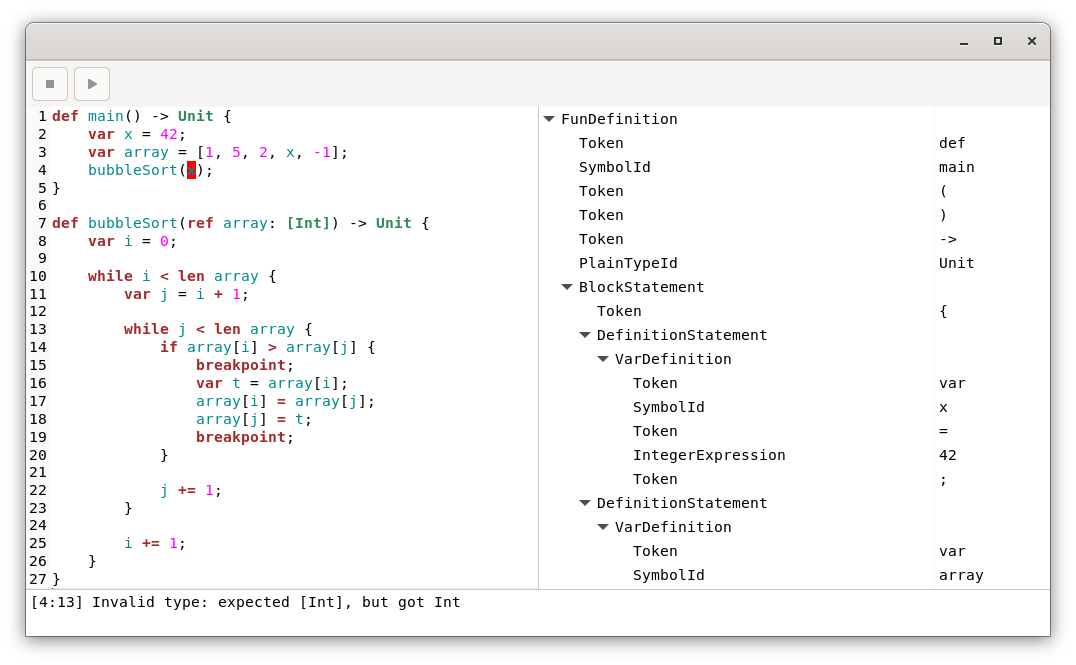 1 def main() -> Unit {
2     var x = 42;
3     var array = [1, 5, 2, x, -1];
4     bubbleSort(x);
5 }
6
7 def bubbleSort(ref array: [Int]) -> Unit {
8     var i = 0;
9
10     while i < len array {
11         var j = i + 1;
12
13         while j < len array {
14             if array[i] > array[j] {
15                 breakpoint;
16                 var t = array[i];
17                 array[i] = array[j];
18                 array[j] = t;
19                 breakpoint;
20             }
21
22             j += 1;
23         }
24
25         i += 1;
26     }
27 }
FunDefinition
Token def
SymbolId main
Token (
Token )
Token ->
PlainTypeId Unit
BlockStatement
Token {
DefinitionStatement
VarDefinition
Token var
SymbolId x
Token =
IntegerExpression 42
Token ;
DefinitionStatement
VarDefinition
Token var
SymbolId array
[4:13] Invalid type: expected [Int], but got Int